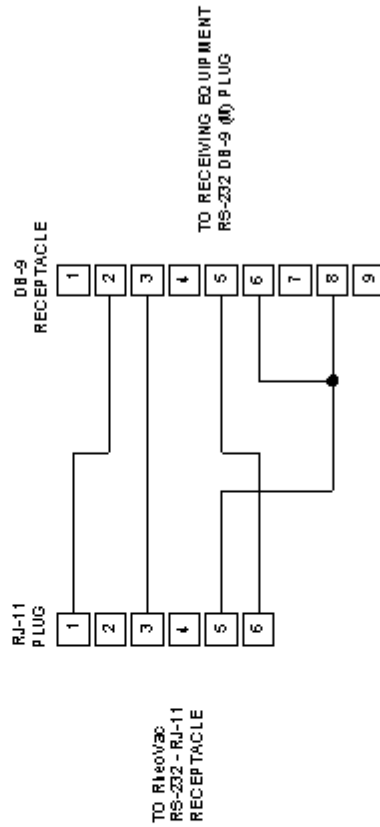 TO RheoVac
RS-232 - RJ-11
RECEPTACLE
RJ-11
PLUG
1
2
3
4
5
6
DB-9
RECEPTACLE
1
2
3
4
5
6
7
8
9
TO RECEIVING EQUIPMENT
RS-232 DB-9 (M) PLUG